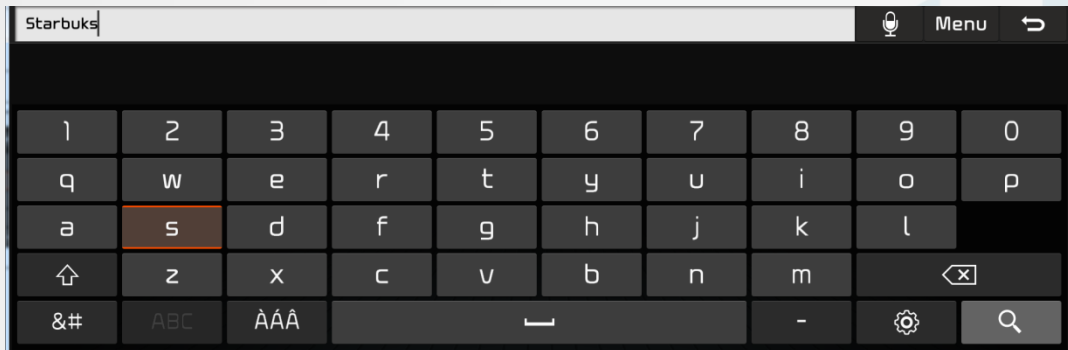 Starbuks Menu
1 2 3 4 5 6 7 8 9 0
q w e r t y u i o p
a s d f g h j k l
z x c v b n m
&# ABC ÀÁÂ -